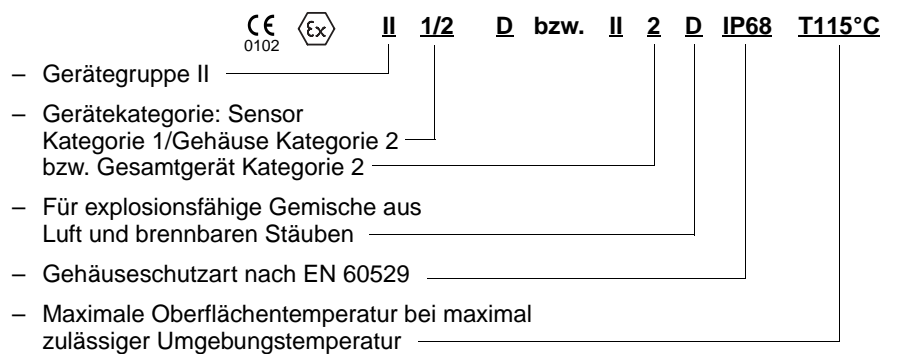 CE Ex II 1/2 D bzw. II 2 D IP68 T115°C
0102
– Gerätegruppe II
– Gerätekategorie: Sensor
Kategorie 1/Gehäuse Kategorie 2
bzw. Gesamtgerät Kategorie 2
– Für explosionsfähige Gemische aus
Luft und brennbaren Stäuben
– Gehäuseschutzart nach EN 60529
– Maximale Oberflächentemperatur bei maximal
zulässiger Umgebungstemperatur